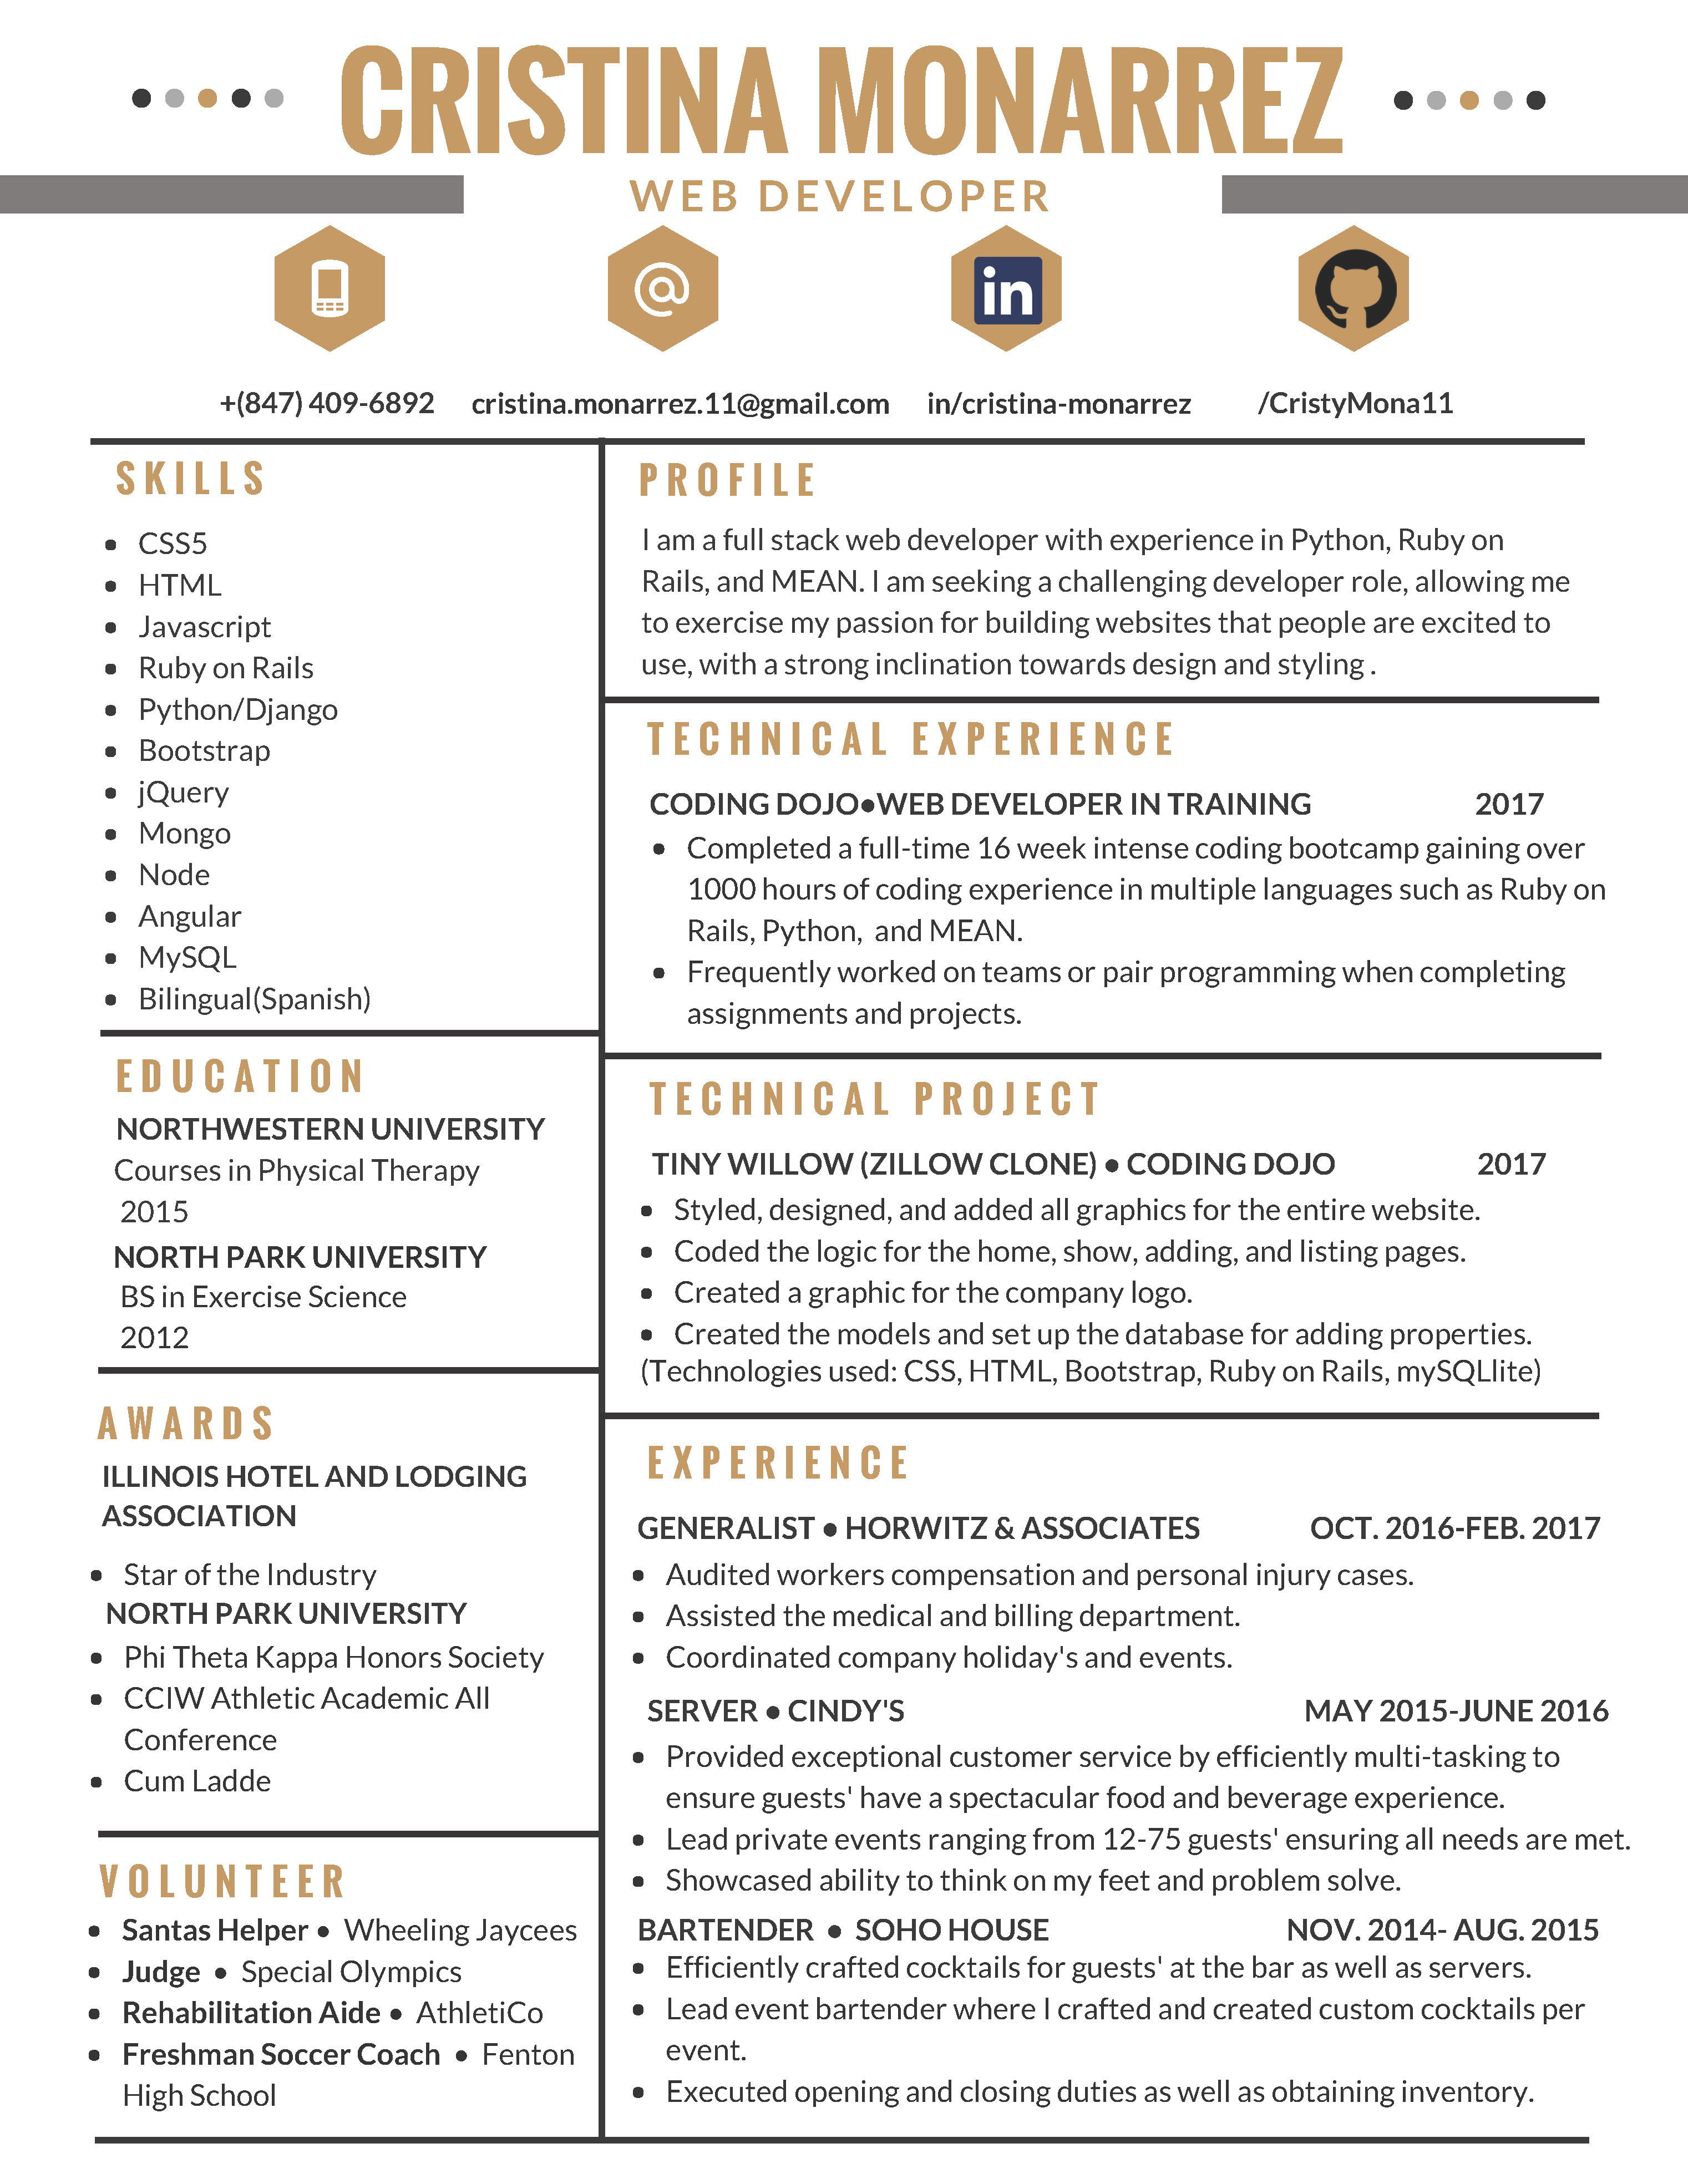 CRISTINA MONARREZ
WEB DEVELOPER
in
+(847) 409-6892 cristina.monarrez.11@gmail.com in/cristina-monarrez /CristyMona11
SKILLS
• CSS5
• HTML
• Javascript
• Ruby on Rails
• Python/Django
• Bootstrap
• jQuery
• Mongo
• Node
• Angular
• MySQL
• Bilingual(Spanish)
EDUCATION
NORTHWESTERN UNIVERSITY
Courses in Physical Therapy
2015
NORTH PARK UNIVERSITY
BS in Exercise Science
2012
AWARDS
ILLINOIS HOTEL AND LODGING
ASSOCIATION
• Star of the Industry
NORTH PARK UNIVERSITY
• Phi Theta Kappa Honors Society
• CCIW Athletic Academic All
Conference
• Cum Ladde
VOLUNTEER
• Santas Helper • Wheeling Jaycees
• Judge • Special Olympics
• Rehabilitation Aide • AthletiCo
• Freshman Soccer Coach • Fenton
High School
PROFILE
I am a full stack web developer with experience in Python, Ruby on
Rails, and MEAN. I am seeking a challenging developer role, allowing me
to exercise my passion for building websites that people are excited to
use, with a strong inclination towards design and styling .
TECHNICAL EXPERIENCE
CODING DOJO•WEB DEVELOPER IN TRAINING 2017
• Completed a full-time 16 week intense coding bootcamp gaining over
1000 hours of coding experience in multiple languages such as Ruby on
Rails, Python, and MEAN.
• Frequently worked on teams or pair programming when completing
assignments and projects.
TECHNICAL PROJECT
TINY WILLOW (ZILLOW CLONE) • CODING DOJO 2017
• Styled, designed, and added all graphics for the entire website.
• Coded the logic for the home, show, adding, and listing pages.
• Created a graphic for the company logo.
• Created the models and set up the database for adding properties.
(Technologies used: CSS, HTML, Bootstrap, Ruby on Rails, mySQLlite)
EXPERIENCE
GENERALIST • HORWITZ & ASSOCIATES OCT. 2016-FEB. 2017
• Audited workers compensation and personal injury cases.
• Assisted the medical and billing department.
• Coordinated company holiday's and events.
SERVER • CINDY'S MAY 2015-JUNE 2016
• Provided exceptional customer service by efficiently multi-tasking to
ensure guests' have a spectacular food and beverage experience.
• Lead private events ranging from 12-75 guests' ensuring all needs are met.
• Showcased ability to think on my feet and problem solve.
BARTENDER • SOHO HOUSE NOV. 2014- AUG. 2015
• Efficiently crafted cocktails for guests' at the bar as well as servers.
• Lead event bartender where I crafted and created custom cocktails per
event.
• Executed opening and closing duties as well as obtaining inventory.